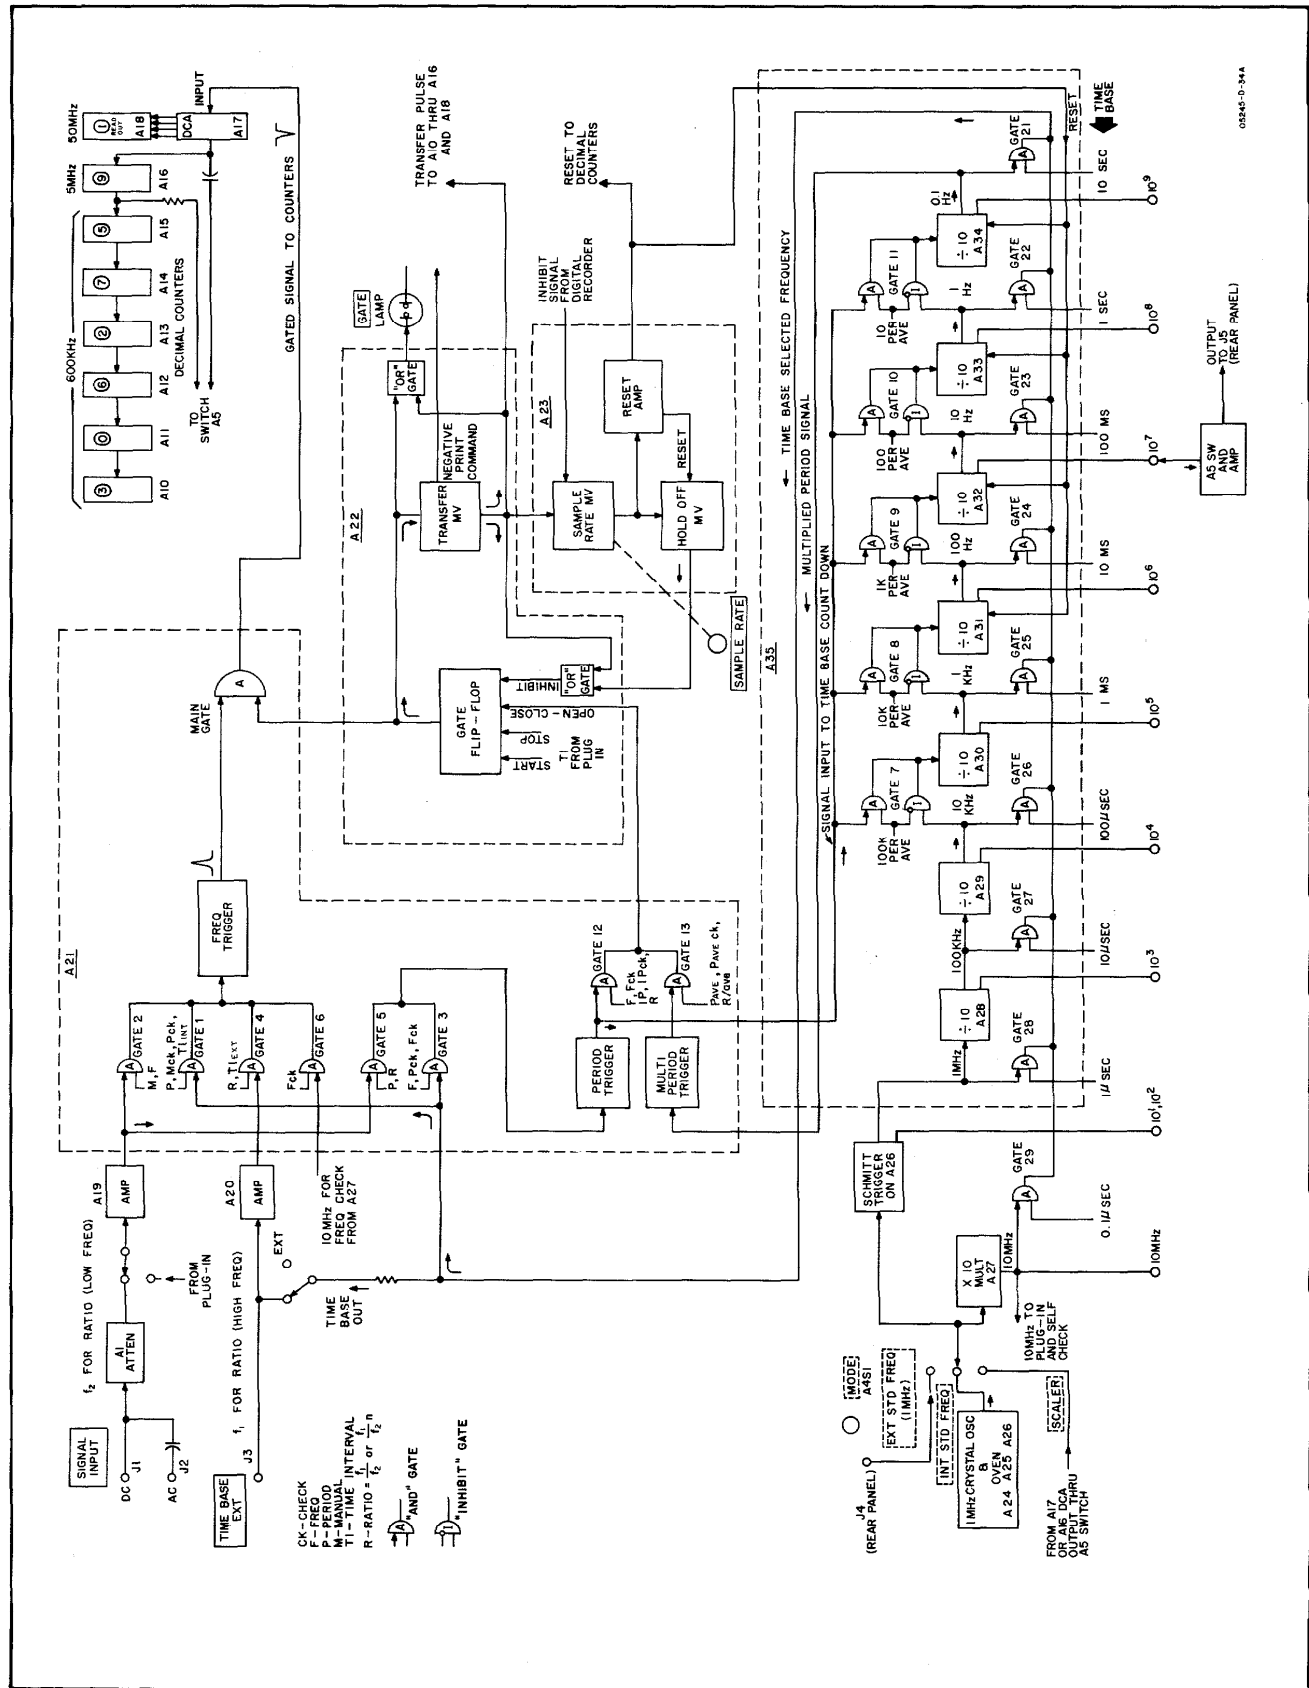 SIGNAL
INPUT
DC
J1
AC
J2
A1
ATTEN
f₂ FOR RATIO (LOW FREQ)
FROM
PLUG-IN
A19
AMP
TIME BASE
EXT
J3
f₁ FOR RATIO (HIGH FREQ)
A20
AMP
EXT
TIME
BASE
OUT
10MHz FOR
FREQ CHECK
FROM A27
CK-CHECK
F-FREQ
P-PERIOD
M-MANUAL
TI-TIME INTERVAL
R-RATIO = f₁/f₂ or f₁/f₂ n
A
"AND" GATE
I
"INHIBIT" GATE
A21
A
GATE 2
M,F
A
GATE 1
P,Mck,Pck,
TI INT
A
GATE 4
R,TI EXT
A
GATE 6
Fck
A
GATE 5
P,R
A
GATE 3
F,Pck,Fck
FREQ
TRIGGER
MAIN
GATE
A
GATED SIGNAL TO COUNTERS
PERIOD
TRIGGER
MULTI
PERIOD
TRIGGER
A
GATE 12
F,Fck
IP,IPck,
R
A
GATE 13
PAVE,PAVE ck,
R/ave
600KHz
5MHz
50MHz
③
A10
⓪
A11
⑥
A12
②
A13
⑦
A14
⑤
A15
⑨
A16
①
READ
OUT
A18
DCA
A17
INPUT
DECIMAL COUNTERS
TO
SWITCH
A5
A22
GATE
FLIP-FLOP
START
STOP
TI
FROM
PLUG
IN
OPEN-CLOSE
INHIBIT
"OR"
GATE
TRANSFER
MV
NEGATIVE
PRINT
COMMAND
"OR"
GATE
GATE
LAMP
TRANSFER PULSE
TO A10 THRU A16
AND A18
A23
SAMPLE
RATE MV
RESET
AMP
RESET
HOLD OFF
MV
INHIBIT
SIGNAL
FROM
DIGITAL
RECORDER
RESET TO
DECIMAL
COUNTERS
SAMPLE RATE
A35
TIME BASE SELECTED FREQUENCY
MULTIPLIED PERIOD SIGNAL
SIGNAL INPUT TO TIME BASE COUNT DOWN
A
GATE 7
I
100K
PER-
AVE
A
GATE 8
I
10K
PER-
AVE
A
GATE 9
I
1K
PER-
AVE
A
GATE 10
I
100
PER-
AVE
A
GATE 11
I
10
PER-
AVE
1MHz
÷ 10
A28
100KHz
÷ 10
A29
10
KHz
÷ 10
A30
1
KHz
÷ 10
A31
100
Hz
÷ 10
A32
10
Hz
÷ 10
A33
1
Hz
÷ 10
A34
0.1
Hz
A
GATE
29
A
GATE
28
A
GATE
27
A
GATE
26
A
GATE
25
A
GATE
24
A
GATE
23
A
GATE
22
A
GATE
21
RESET
TIME
BASE
0.1µSEC
1µSEC
10µSEC
100µSEC
1 MS
10 MS
100 MS
1 SEC
10 SEC
10MHz
10¹,10²
10³
10⁴
10⁵
10⁶
10⁷
10⁸
10⁹
A5 SW
AND
AMP
OUTPUT
TO J5
(REAR PANEL)
SCHMITT
TRIGGER
ON A26
X 10
MULT
A27
10MHz
10MHz TO
PLUG-IN
AND SELF
CHECK
MODE
A4S1
J4
(REAR PANEL)
EXT STD FREQ
(1MHz)
INT STD FREQ
SCALER
1MHz CRYSTAL OSC
&
OVEN
A24 A25 A26
FROM A17
OR A16 DCA
OUTPUT THRU
A5 SWITCH
05245-D-34A